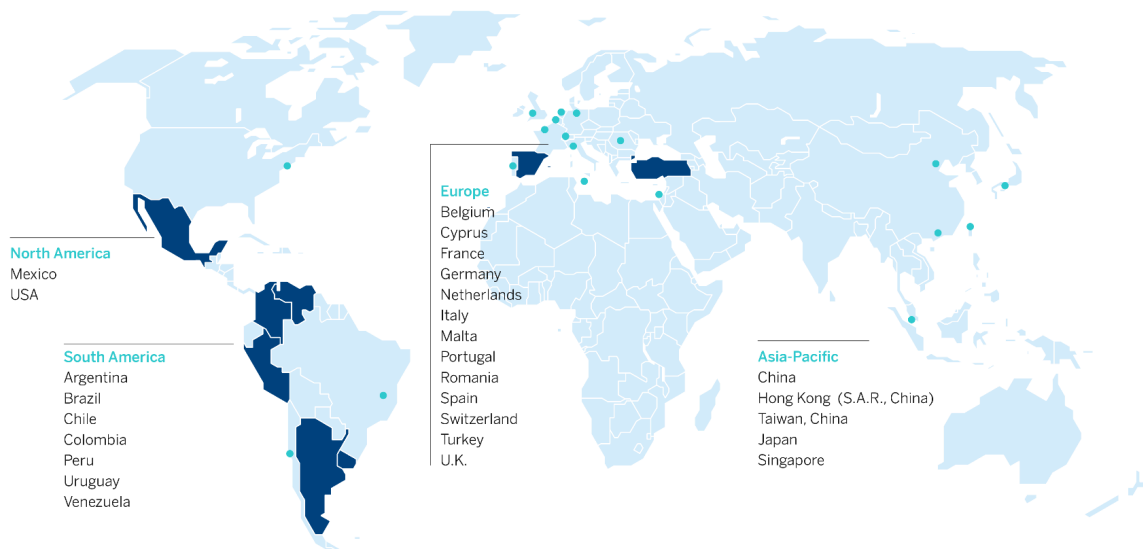 North America
Mexico
USA
South America
Argentina
Brazil
Chile
Colombia
Peru
Uruguay
Venezuela
Europe
Belgium
Cyprus
France
Germany
Netherlands
Italy
Malta
Portugal
Romania
Spain
Switzerland
Turkey
U.K.
Asia-Pacific
China
Hong Kong (S.A.R., China)
Taiwan, China
Japan
Singapore